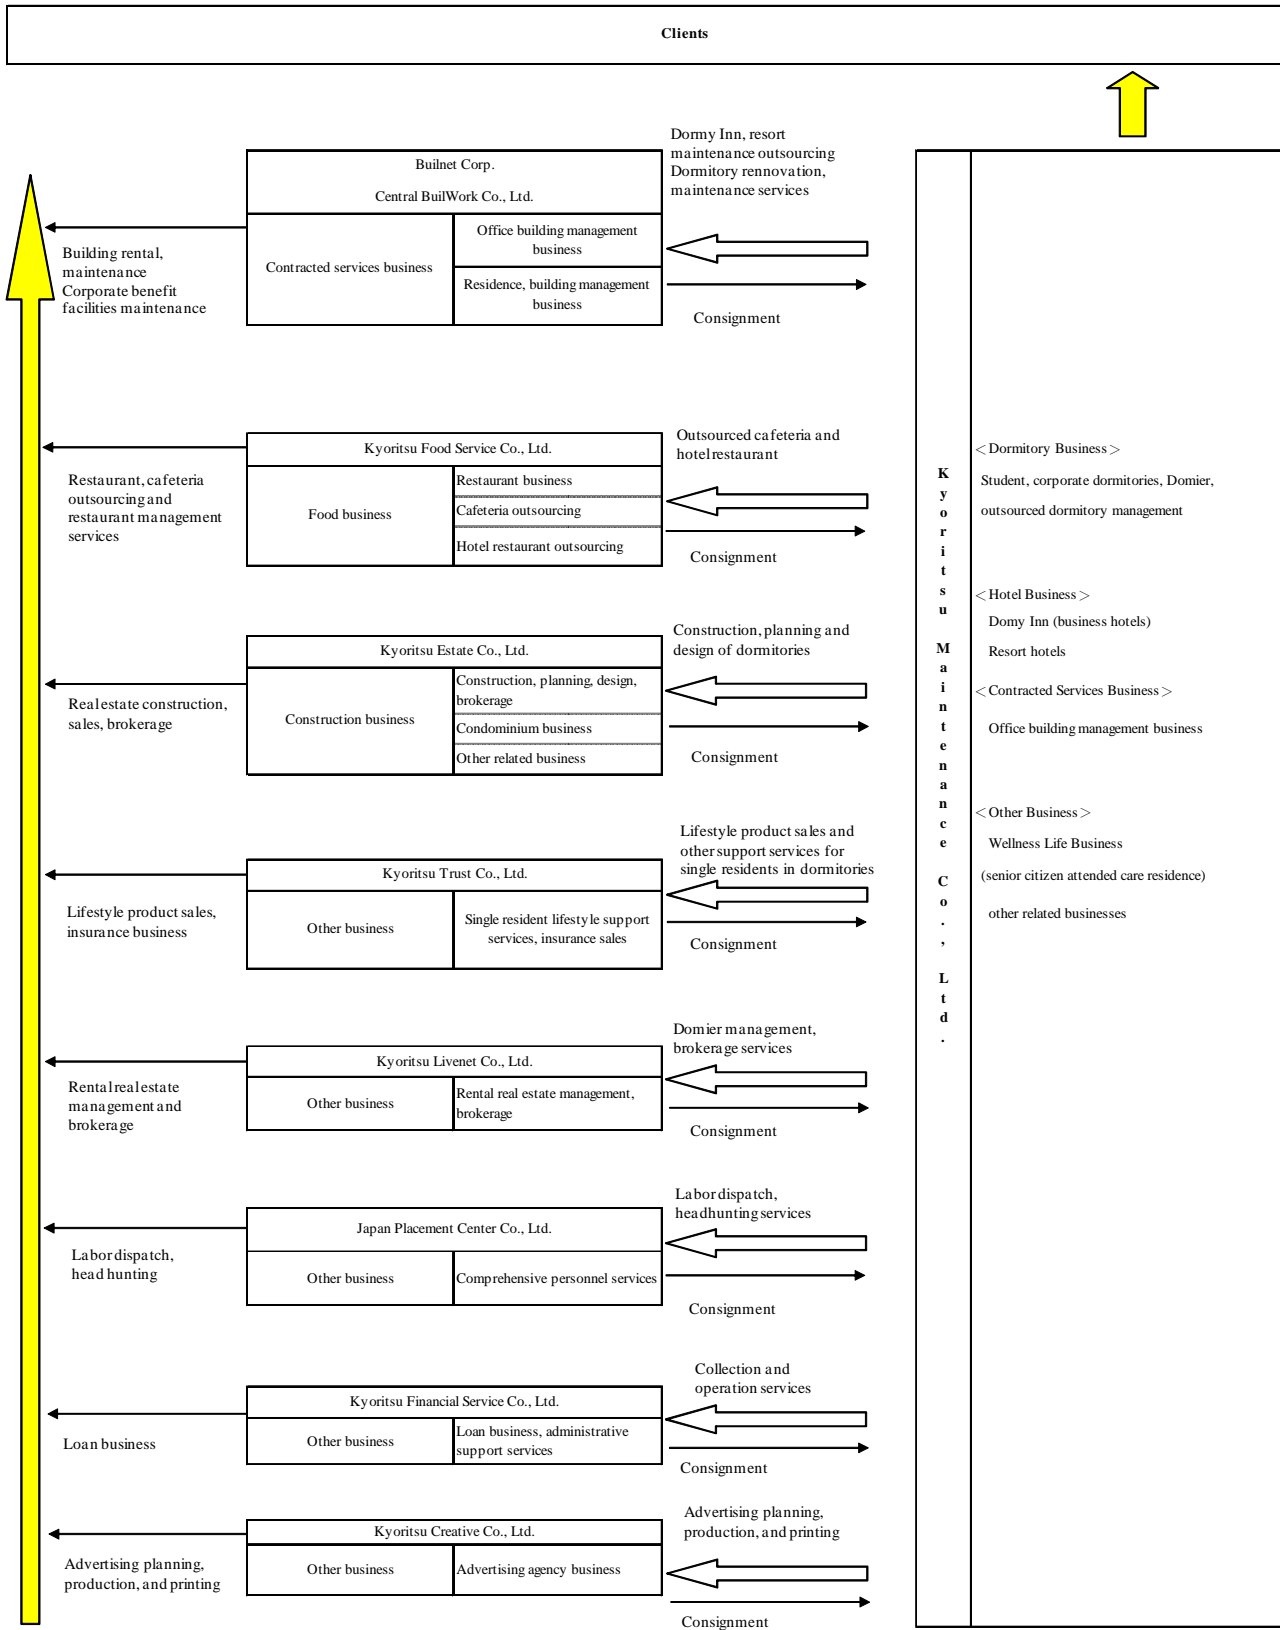 Clients
Dormy Inn, resort
maintenance outsourcing
Dormitory rennovation,
maintenance services
Builnet Corp.
Central BuilWork Co., Ltd.
Contracted services business
Office building management
business
Residence, building management
business
Building rental,
maintenance
Corporate benefit
facilities maintenance
Consignment
Kyoritsu Food Service Co., Ltd.
Food business
Restaurant business
Cafeteria outsourcing
Hotel restaurant outsourcing
Restaurant, cafeteria
outsourcing and
restaurant management
services
Outsourced cafeteria and
hotel restaurant
Consignment
Kyoritsu Estate Co., Ltd.
Construction business
Construction, planning, design,
brokerage
Condominium business
Other related business
Real estate construction,
sales, brokerage
Construction, planning and
design of dormitories
Consignment
Kyoritsu Trust Co., Ltd.
Other business
Single resident lifestyle support
services, insurance sales
Lifestyle product sales,
insurance business
Lifestyle product sales and
other support services for
single residents in dormitories
Consignment
Kyoritsu Livenet Co., Ltd.
Other business
Rental real estate management,
brokerage
Rental real estate
management and
brokerage
Domier management,
brokerage services
Consignment
Japan Placement Center Co., Ltd.
Other business
Comprehensive personnel services
Labor dispatch,
head hunting
Labor dispatch,
headhunting services
Consignment
Kyoritsu Financial Service Co., Ltd.
Other business
Loan business, administrative
support services
Loan business
Collection and
operation services
Consignment
Kyoritsu Creative Co., Ltd.
Other business
Advertising agency business
Advertising planning,
production, and printing
Advertising planning,
production, and printing
Consignment
Kyoritsu Maintenance Co., Ltd.
<Dormitory Business>
Student, corporate dormitories, Domier,
outsourced dormitory management
<Hotel Business>
Domy Inn (business hotels)
Resort hotels
<Contracted Services Business>
Office building management business
<Other Business>
Wellness Life Business
(senior citizen attended care residence)
other related businesses